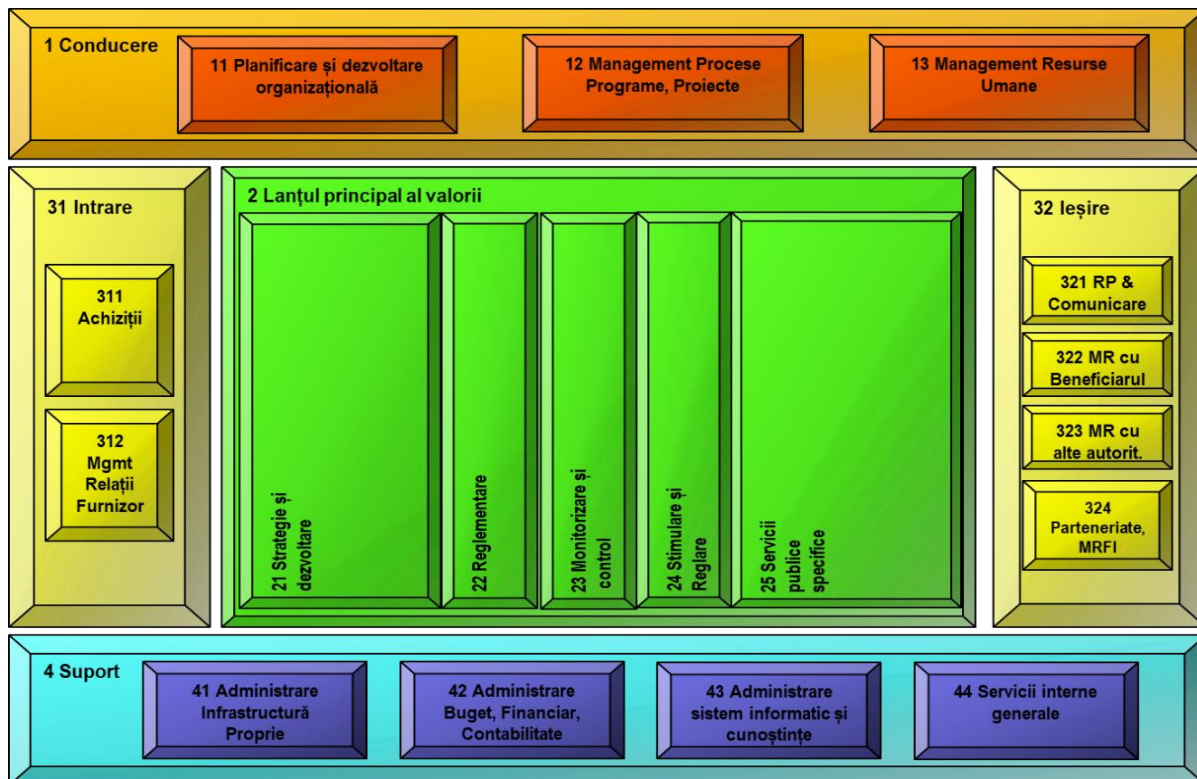 1 Conducere
11 Planificare și dezvoltare
organizațională
12 Management Procese
Programe, Proiecte
13 Management Resurse
Umane
31 Intrare
311
Achiziții
312
Mgmt
Relații
Furnizor
2 Lanțul principal al valorii
21 Strategie și
dezvoltare
22 Reglementare
23 Monitorizare și
control
24 Stimulare și
Reglare
25 Servicii
publice
specifice
32 Ieșire
321 RP &
Comunicare
322 MR cu
Beneficiarul
323 MR cu
alte autorit.
324
Parteneriate,
MRFI
4 Suport
41 Administrare
Infrastructură
Proprie
42 Administrare
Buget, Financiar,
Contabilitate
43 Administrare
sistem informatic și
cunoștințe
44 Servicii interne
generale